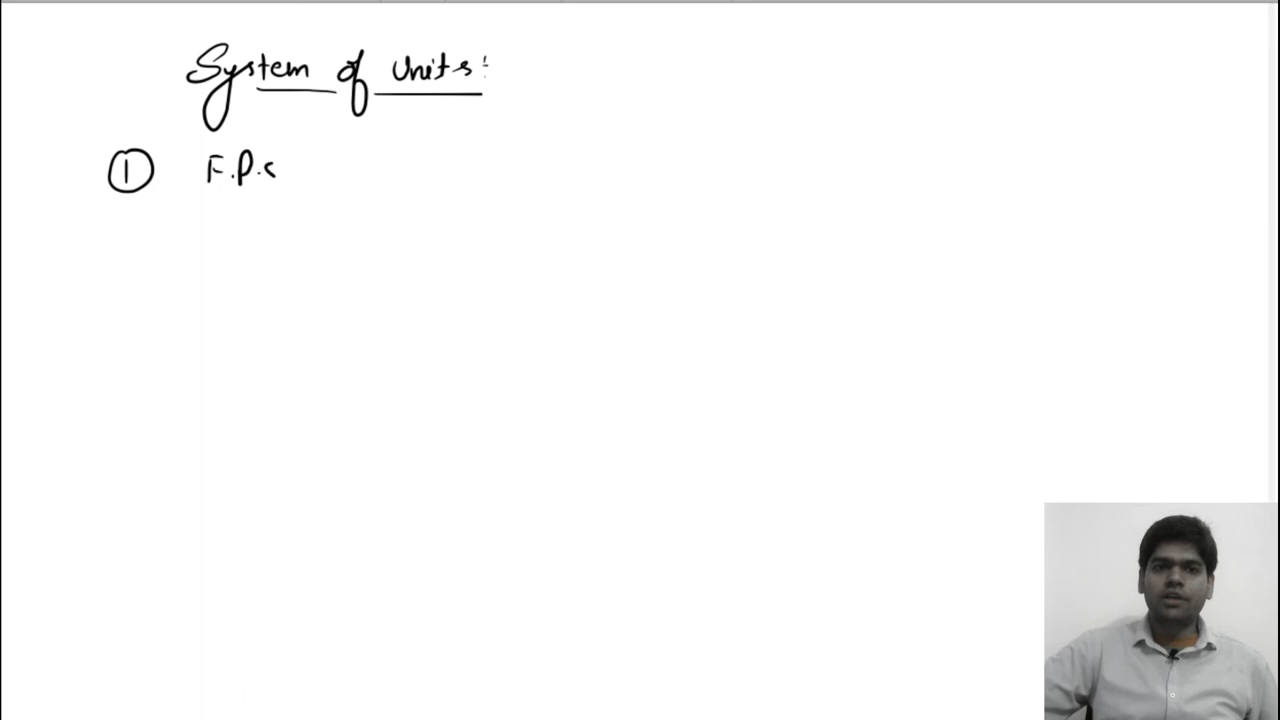 System of units:
① F.P.S